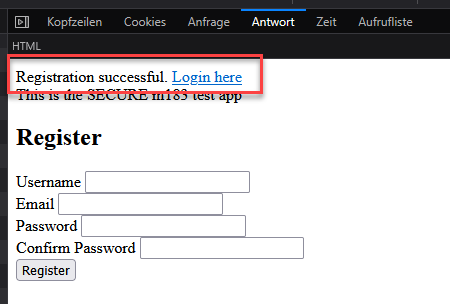 Kopfzeilen Cookies Anfrage Antwort Zeit Aufrufliste
HTML
Registration successful. Login here
This is the SECURE m183 test app
Register
Username
Email
Password
Confirm Password
Register